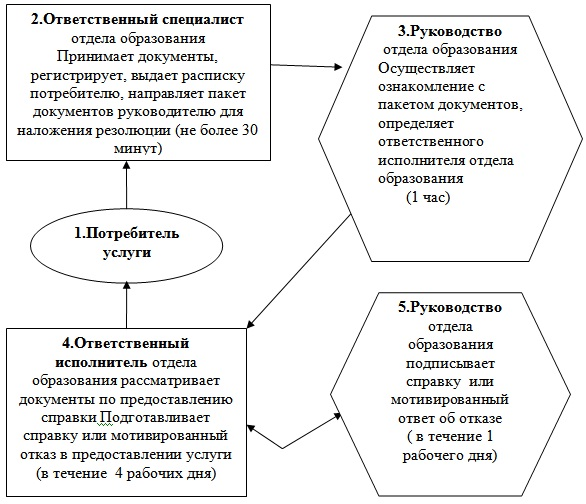 2.Ответственный специалист
отдела образования
Принимает документы,
регистрирует, выдает расписку
потребителю, направляет пакет
документов руководителю для
наложения резолюции (не более 30
минут)
3.Руководство
отдела образования
Осуществляет
ознакомление с
пакетом документов,
определяет
ответственного
исполнителя отдела
образования
(1 час)
1.Потребитель
услуги
4.Ответственный
исполнитель отдела
образования рассматривает
документы по предоставлению
справки Подготавливает
справку или мотивированный
отказ в предоставлении услуги
(в течение 4 рабочих дня)
5.Руководство
отдела
образования
подписывает
справку или
мотивированный
ответ об отказе
( в течение 1
рабочего дня)